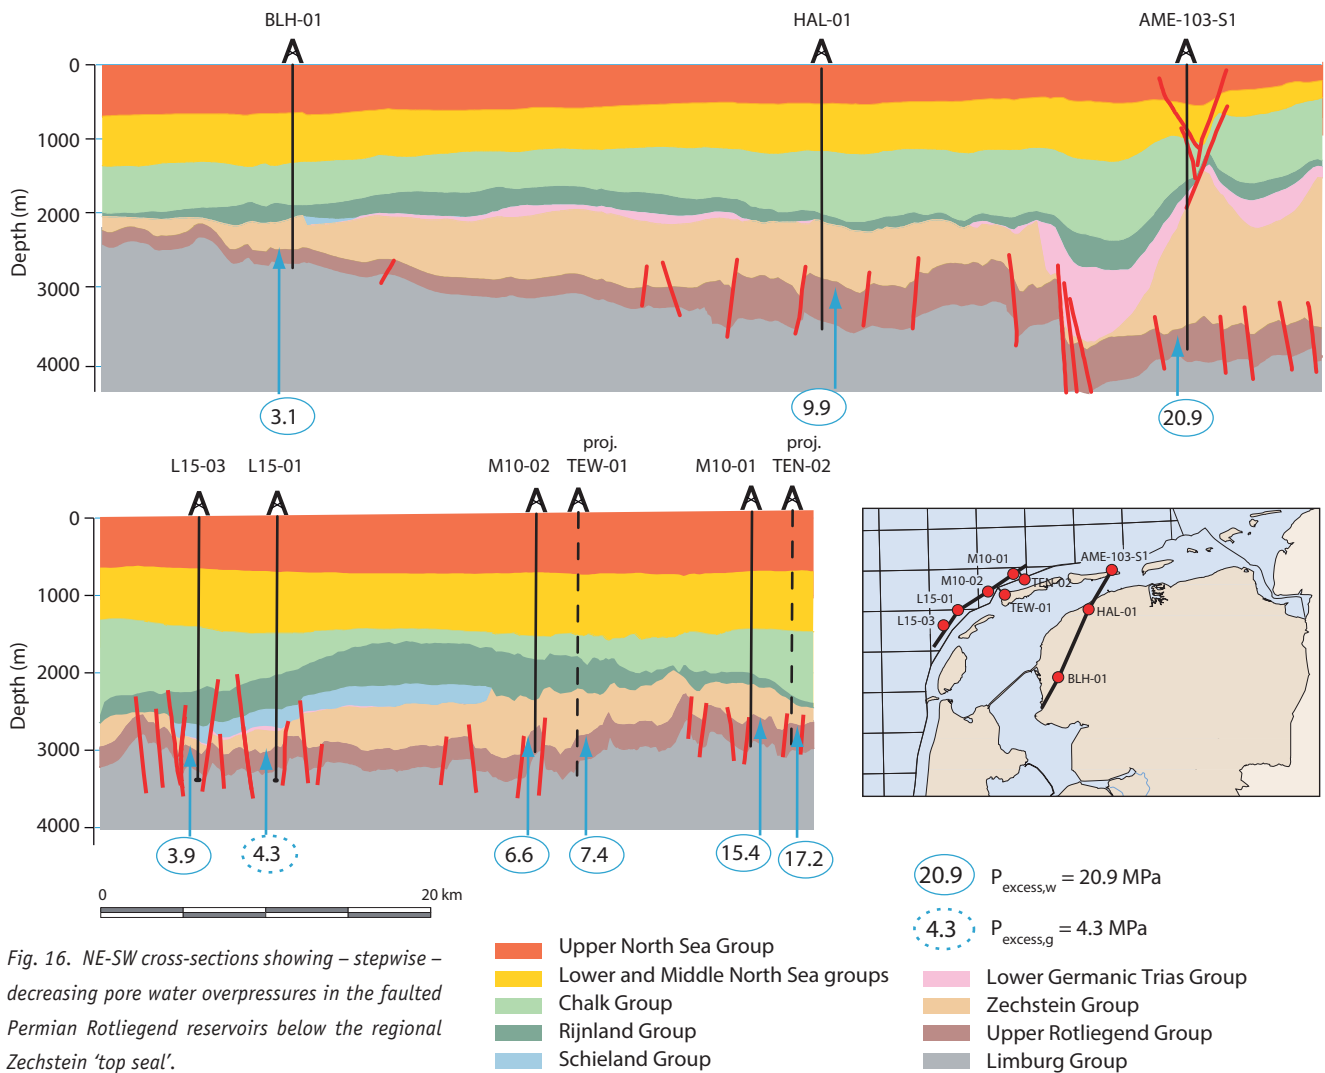 BLH-01
HAL-01
AME-103-S1
0
1000
2000
3000
4000
Depth (m)
3.1
9.9
20.9
proj.
proj.
L15-03
L15-01
M10-02
TEW-01
M10-01
TEN-02
0
1000
2000
3000
4000
Depth (m)
3.9
4.3
6.6
7.4
15.4
17.2
M10-01
AME-103-S1
M10-02
TEN-02
L15-01
TEW-01
HAL-01
L15-03
BLH-01
0
20 km
20.9 Pexcess,w = 20.9 MPa
4.3 Pexcess,g = 4.3 MPa
Fig. 16. NE-SW cross-sections showing – stepwise –
decreasing pore water overpressures in the faulted
Permian Rotliegend reservoirs below the regional
Zechstein ‘top seal’.
Upper North Sea Group
Lower and Middle North Sea groups
Chalk Group
Rijnland Group
Schieland Group
Lower Germanic Trias Group
Zechstein Group
Upper Rotliegend Group
Limburg Group